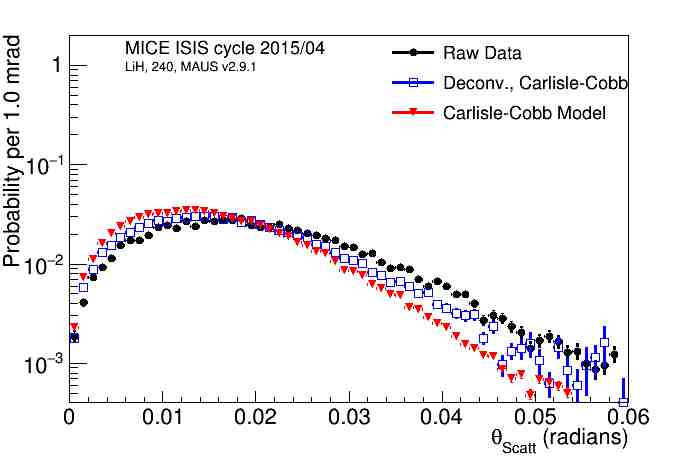 MICE ISIS cycle 2015/04
LiH, 240, MAUS v2.9.1
Raw Data
Deconv., Carlisle-Cobb
Carlisle-Cobb Model
Probability per 1.0 mrad
1
10⁻¹
10⁻²
10⁻³
0 0.01 0.02 0.03 0.04 0.05 0.06
θ_Scatt (radians)